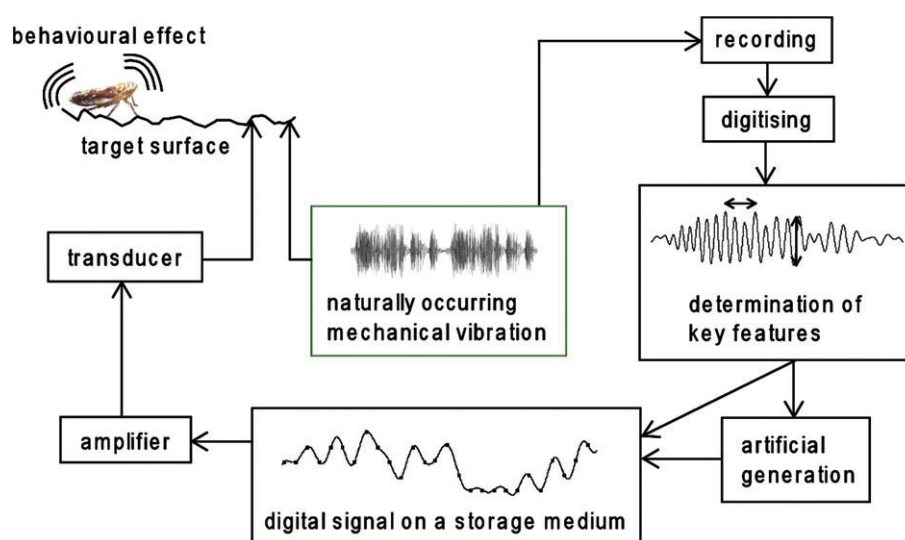 behavioural effect
target surface
recording
digitising
transducer
naturally occurring
mechanical vibration
determination of
key features
amplifier
digital signal on a storage medium
artificial
generation